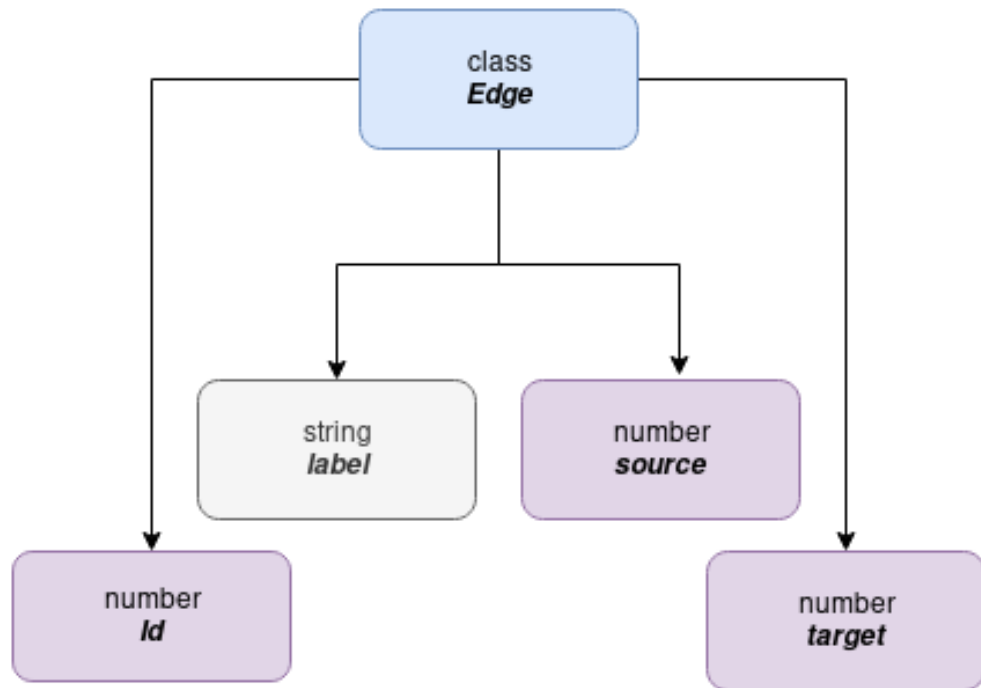 class
Edge
string
label
number
source
number
Id
number
target